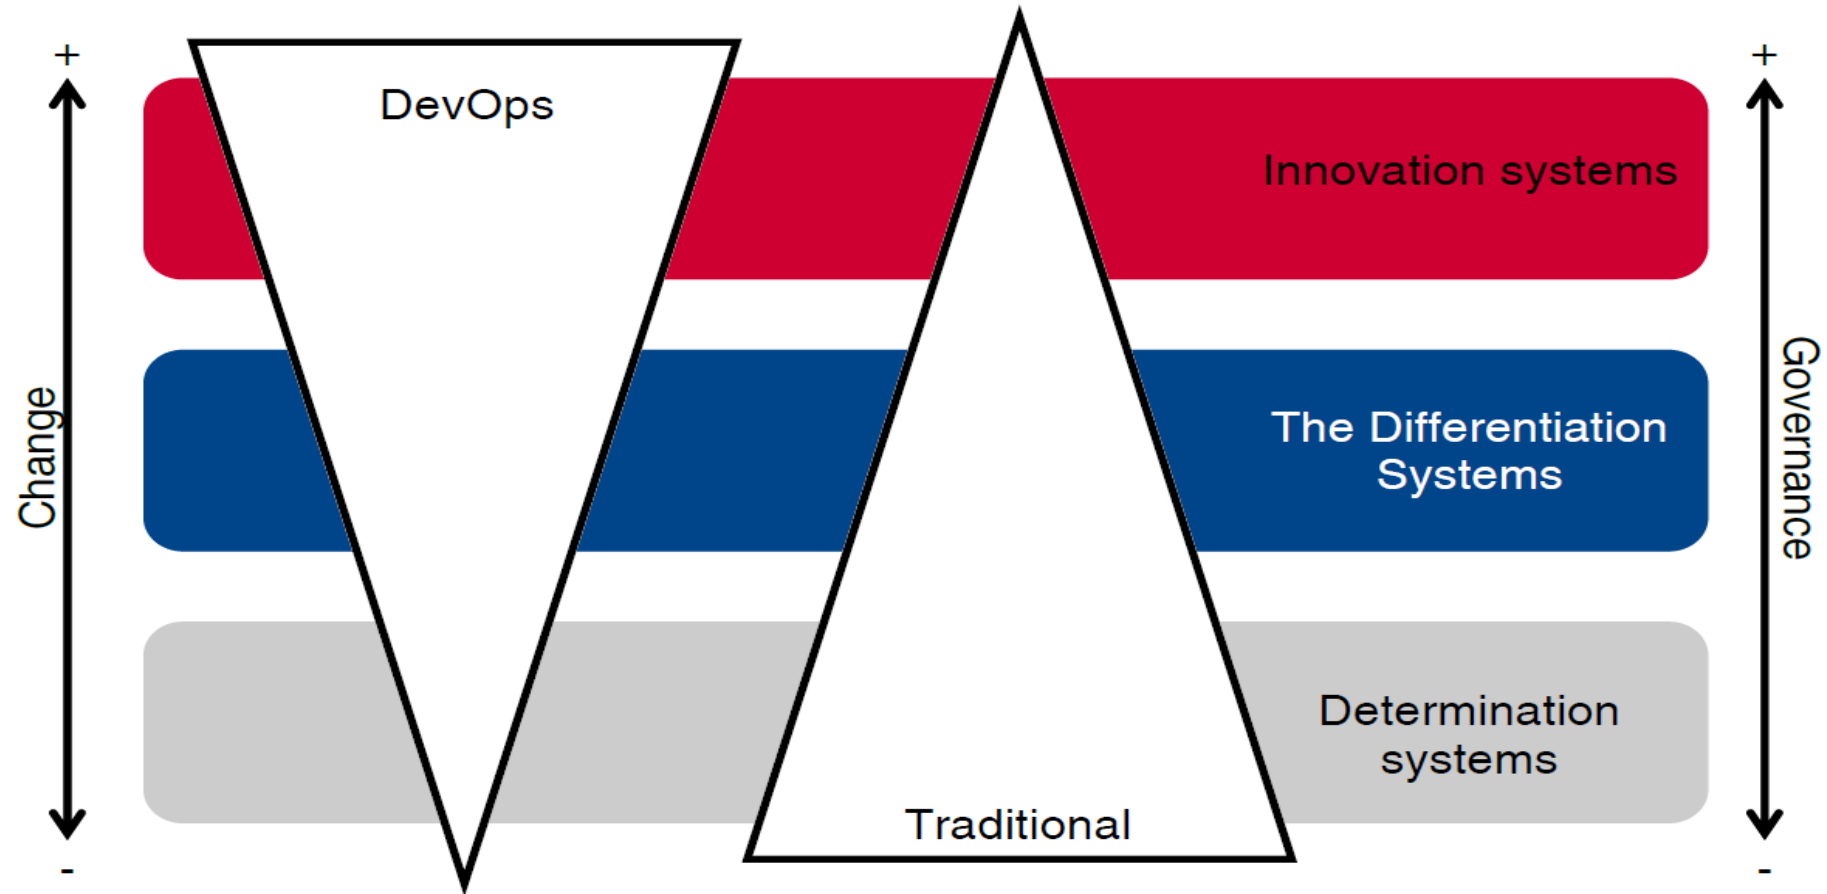 +
+
DevOps
Innovation systems
Change
Governance
The Differentiation
Systems
Determination
systems
Traditional
-
-